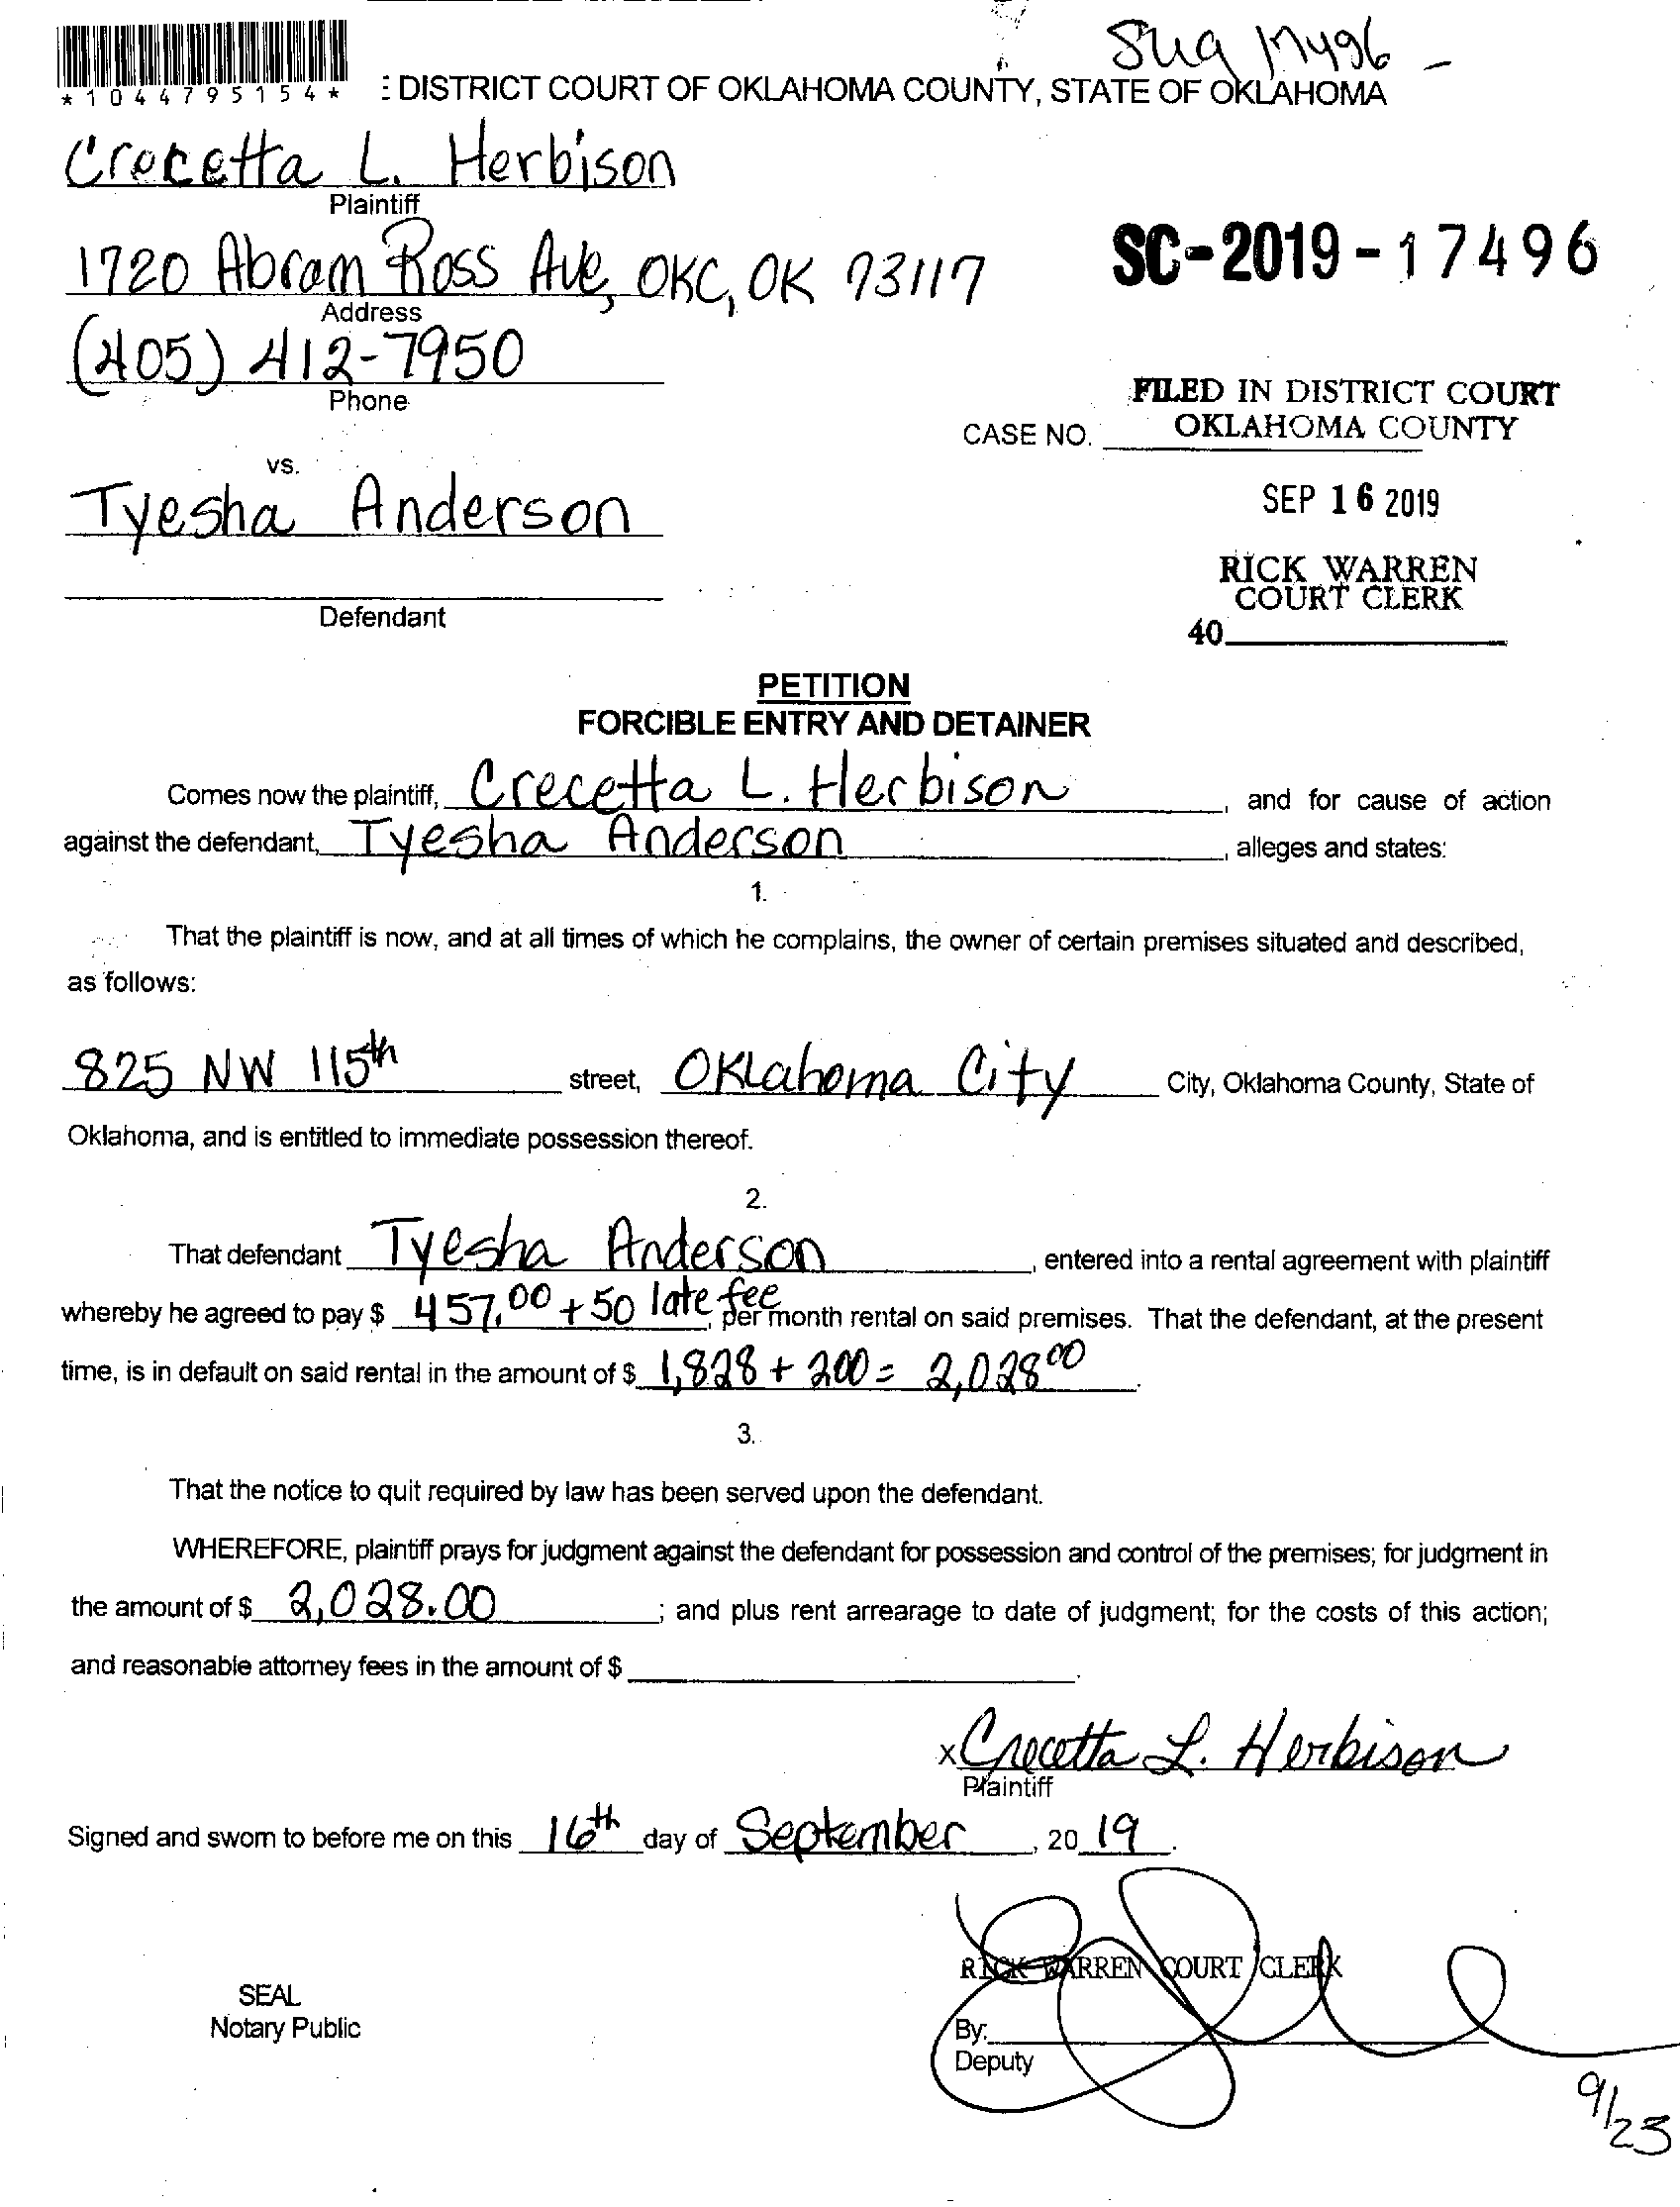 17496 -
*1044795154* : DISTRICT COURT OF OKLAHOMA COUNTY, STATE OF OKLAHOMA
Crecetta L. Herbison
Plaintiff
1720 Abram Ross Ave, OKC, OK 73117
SC-2019-17496
Address
(405) 412-7950
Phone
FILED IN DISTRICT COURT
CASE NO. OKLAHOMA COUNTY
vs.
Tyesha Anderson
SEP 16 2019
RICK WARREN
COURT CLERK
Defendant
40
PETITION
FORCIBLE ENTRY AND DETAINER
Comes now the plaintiff, Crecetta L. Herbison, and for cause of action
against the defendant, Tyesha Anderson, alleges and states:
1.
That the plaintiff is now, and at all times of which he complains, the owner of certain premises situated and described,
as follows:
825 NW 115th street, Oklahoma City City, Oklahoma County, State of
Oklahoma, and is entitled to immediate possession thereof.
2.
That defendant Tyesha Anderson, entered into a rental agreement with plaintiff
whereby he agreed to pay $ 457.00 + 50 late fee, per month rental on said premises. That the defendant, at the present
time, is in default on said rental in the amount of $ 1,828 + 200 = 2,028 00.
3.
That the notice to quit required by law has been served upon the defendant.
WHEREFORE, plaintiff prays for judgment against the defendant for possession and control of the premises; for judgment in
the amount of $ 2,028.00; and plus rent arrearage to date of judgment; for the costs of this action;
and reasonable attorney fees in the amount of $ .
x Crecetta L. Herbison
Plaintiff
Signed and sworn to before me on this 16th day of September, 20 19.
RICK WARREN COURT CLERK
SEAL
Notary Public
By:
Deputy
9/23